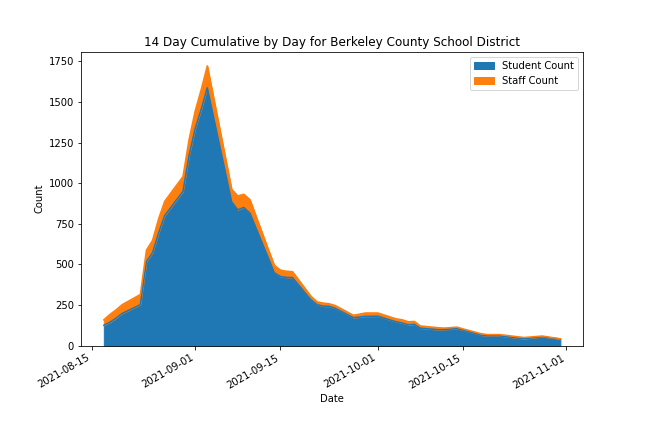 14 Day Cumulative by Day for Berkeley County School District
Student Count
Staff Count
1750
1500
1250
1000
750
500
250
0
Count
2021-08-15
2021-09-01
2021-09-15
2021-10-01
2021-10-15
2021-11-01
Date